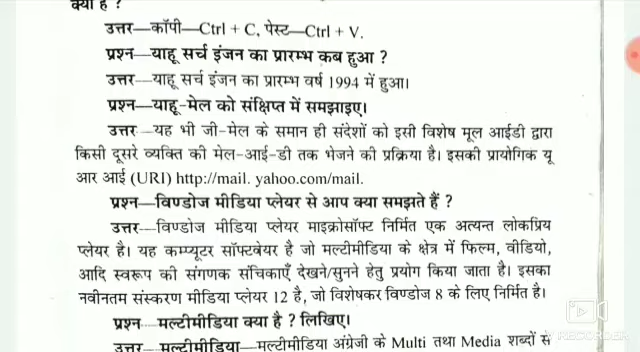 क्या है ?
उत्तर—कॉपी—Ctrl + C, पेस्ट—Ctrl + V.
प्रश्न—याहू सर्च इंजन का प्रारम्भ कब हुआ ?
उत्तर—याहू सर्च इंजन का प्रारम्भ वर्ष 1994 में हुआ।
प्रश्न—याहू-मेल को संक्षिप्त में समझाइए।
उत्तर—यह भी जी-मेल के समान ही संदेशों को इसी विशेष मूल आईडी द्वारा
किसी दूसरे व्यक्ति की मेल-आई-डी तक भेजने की प्रक्रिया है। इसकी प्रायोगिक यू
आर आई (URI) http://mail. yahoo.com/mail.
प्रश्न—विण्डोज मीडिया प्लेयर से आप क्या समझते हैं ?
उत्तर—विण्डोज मीडिया प्लेयर माइक्रोसॉफ्ट निर्मित एक अत्यन्त लोकप्रिय
प्लेयर है। यह कम्प्यूटर सॉफ्टवेयर है जो मल्टीमीडिया के क्षेत्र में फिल्म, वीडियो,
आदि स्वरूप की संगणक संचिकाएँ देखने/सुनने हेतु प्रयोग किया जाता है। इसका
नवीनतम संस्करण मीडिया प्लेयर 12 है, जो विशेषकर विण्डोज 8 के लिए निर्मित है।
प्रश्न—मल्टीमीडिया क्या है ? लिखिए।
उत्तर—मल्टीमीडिया—मल्टीमीडिया अंग्रेजी के Multi तथा Media शब्दों से